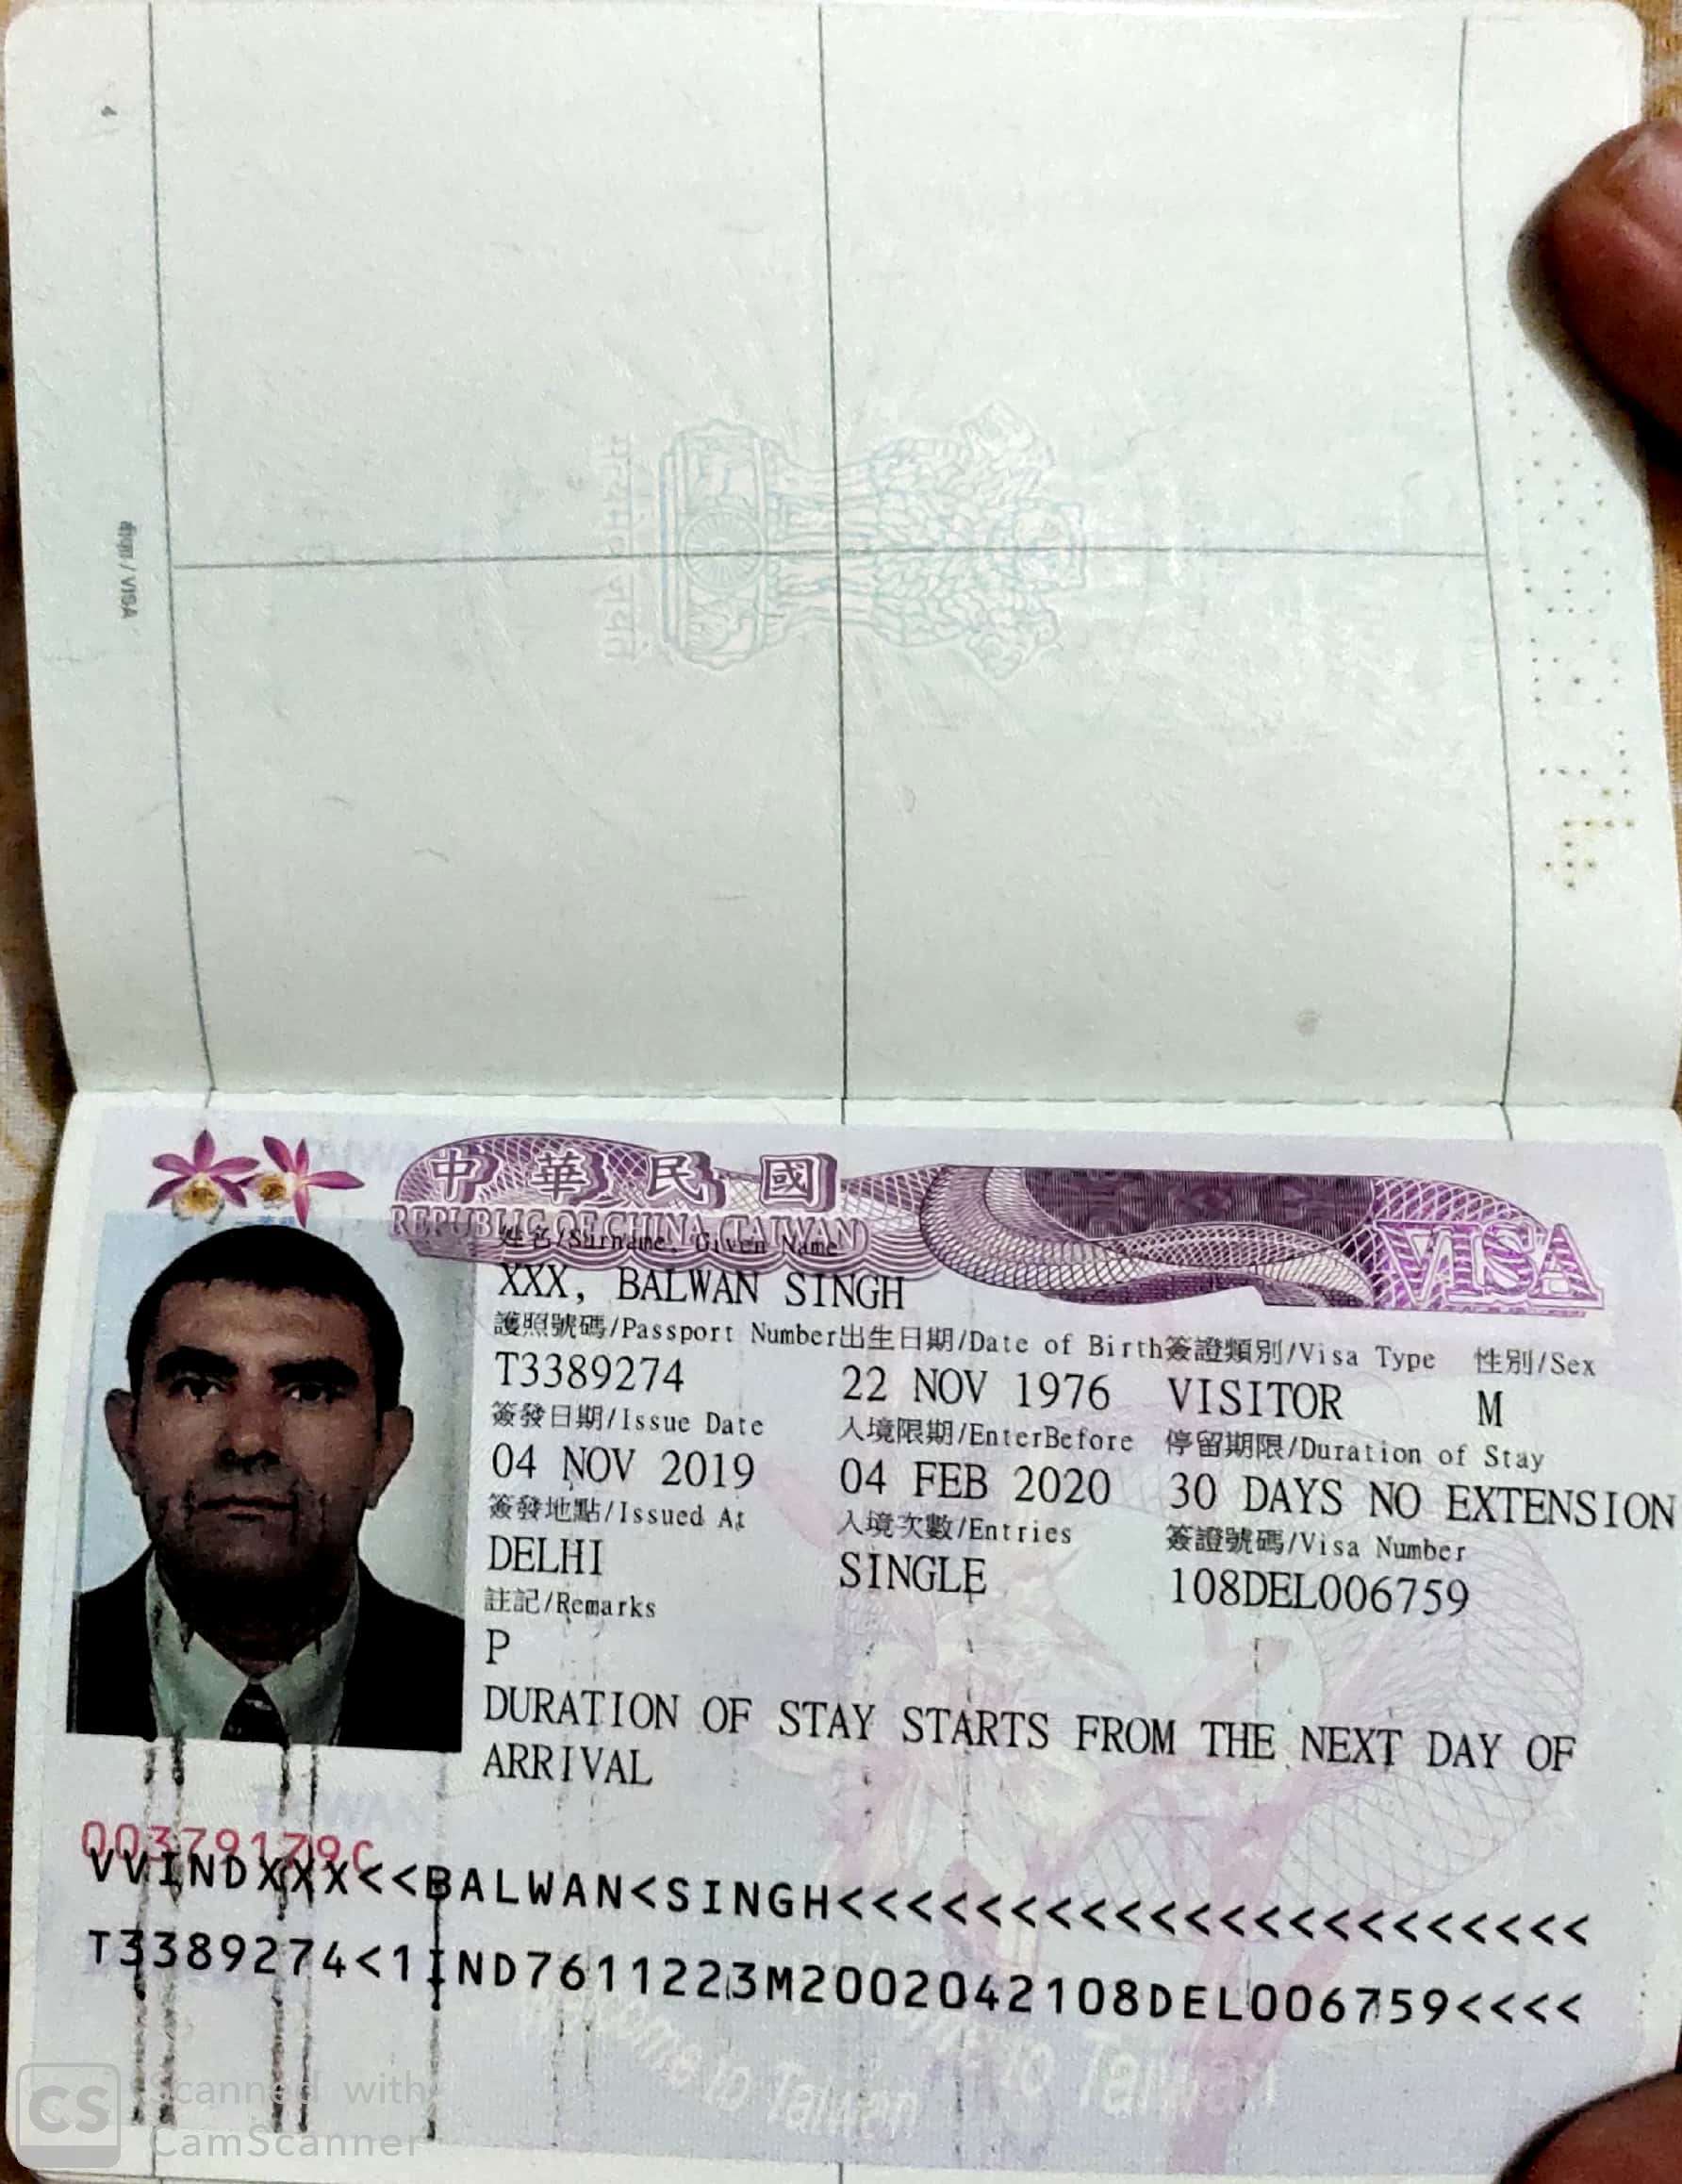 4
वीज़ा / VISA
中華民國
REPUBLIC OF CHINA (TAIWAN)
VISA
姓名/Surname, Given Name
XXX, BALWAN SINGH
護照號碼/Passport Number 出生日期/Date of Birth 簽證類別/Visa Type 性別/Sex
T3389274 22 NOV 1976 VISITOR M
簽發日期/Issue Date 入境限期/EnterBefore 停留期限/Duration of Stay
04 NOV 2019 04 FEB 2020 30 DAYS NO EXTENSION
簽發地點/Issued At 入境次數/Entries 簽證號碼/Visa Number
DELHI SINGLE 108DEL006759
註記/Remarks
P
DURATION OF STAY STARTS FROM THE NEXT DAY OF
ARRIVAL
00379179C
VVINDXXX<<BALWAN<SINGH<<<<<<<<<<<<<<<<<<<<<<
T3389274<1IND7611223M2002042108DEL006759<<<<
Welcome to Taiwan
CS Scanned with
CamScanner